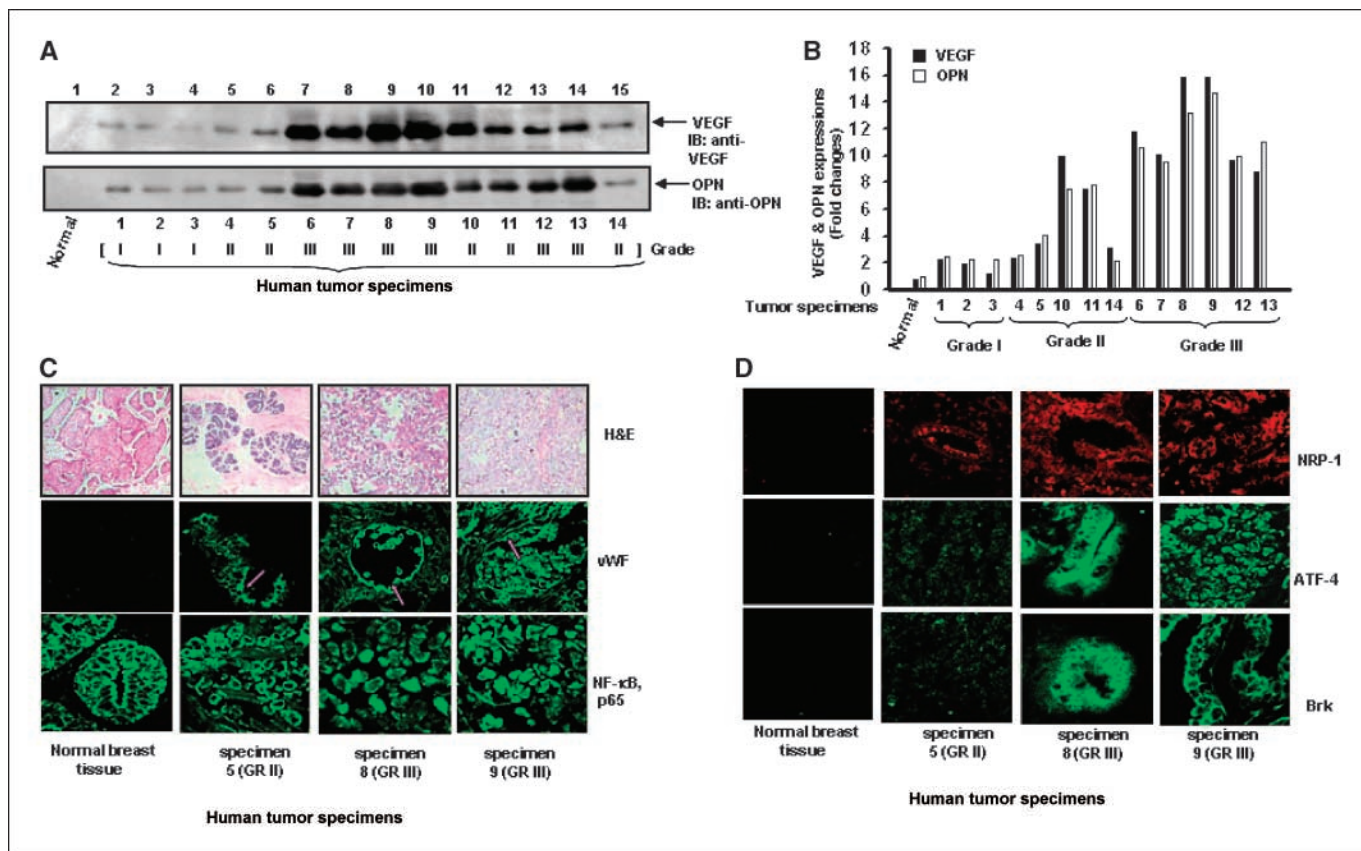 A
1 2 3 4 5 6 7 8 9 10 11 12 13 14 15
VEGF
IB: anti-
VEGF
OPN
IB: anti-OPN
Normal
1 2 3 4 5 6 7 8 9 10 11 12 13 14
[ I I I II II III III III III II II III III II ] Grade
Human tumor specimens
B
VEGF & OPN expressions
(Fold changes)
18
16
14
12
10
8
6
4
2
0
VEGF
OPN
Tumor specimens
Normal
1 2 3 4 5 10 11 14 6 7 8 9 12 13
Grade I Grade II Grade III
C
H&E
vWF
NF-κB,
p65
Normal breast
tissue
specimen
5 (GR II)
specimen
8 (GR III)
specimen
9 (GR III)
Human tumor specimens
D
NRP-1
ATF-4
Brk
Normal breast
tissue
specimen
5 (GR II)
specimen
8 (GR III)
specimen
9 (GR III)
Human tumor specimens